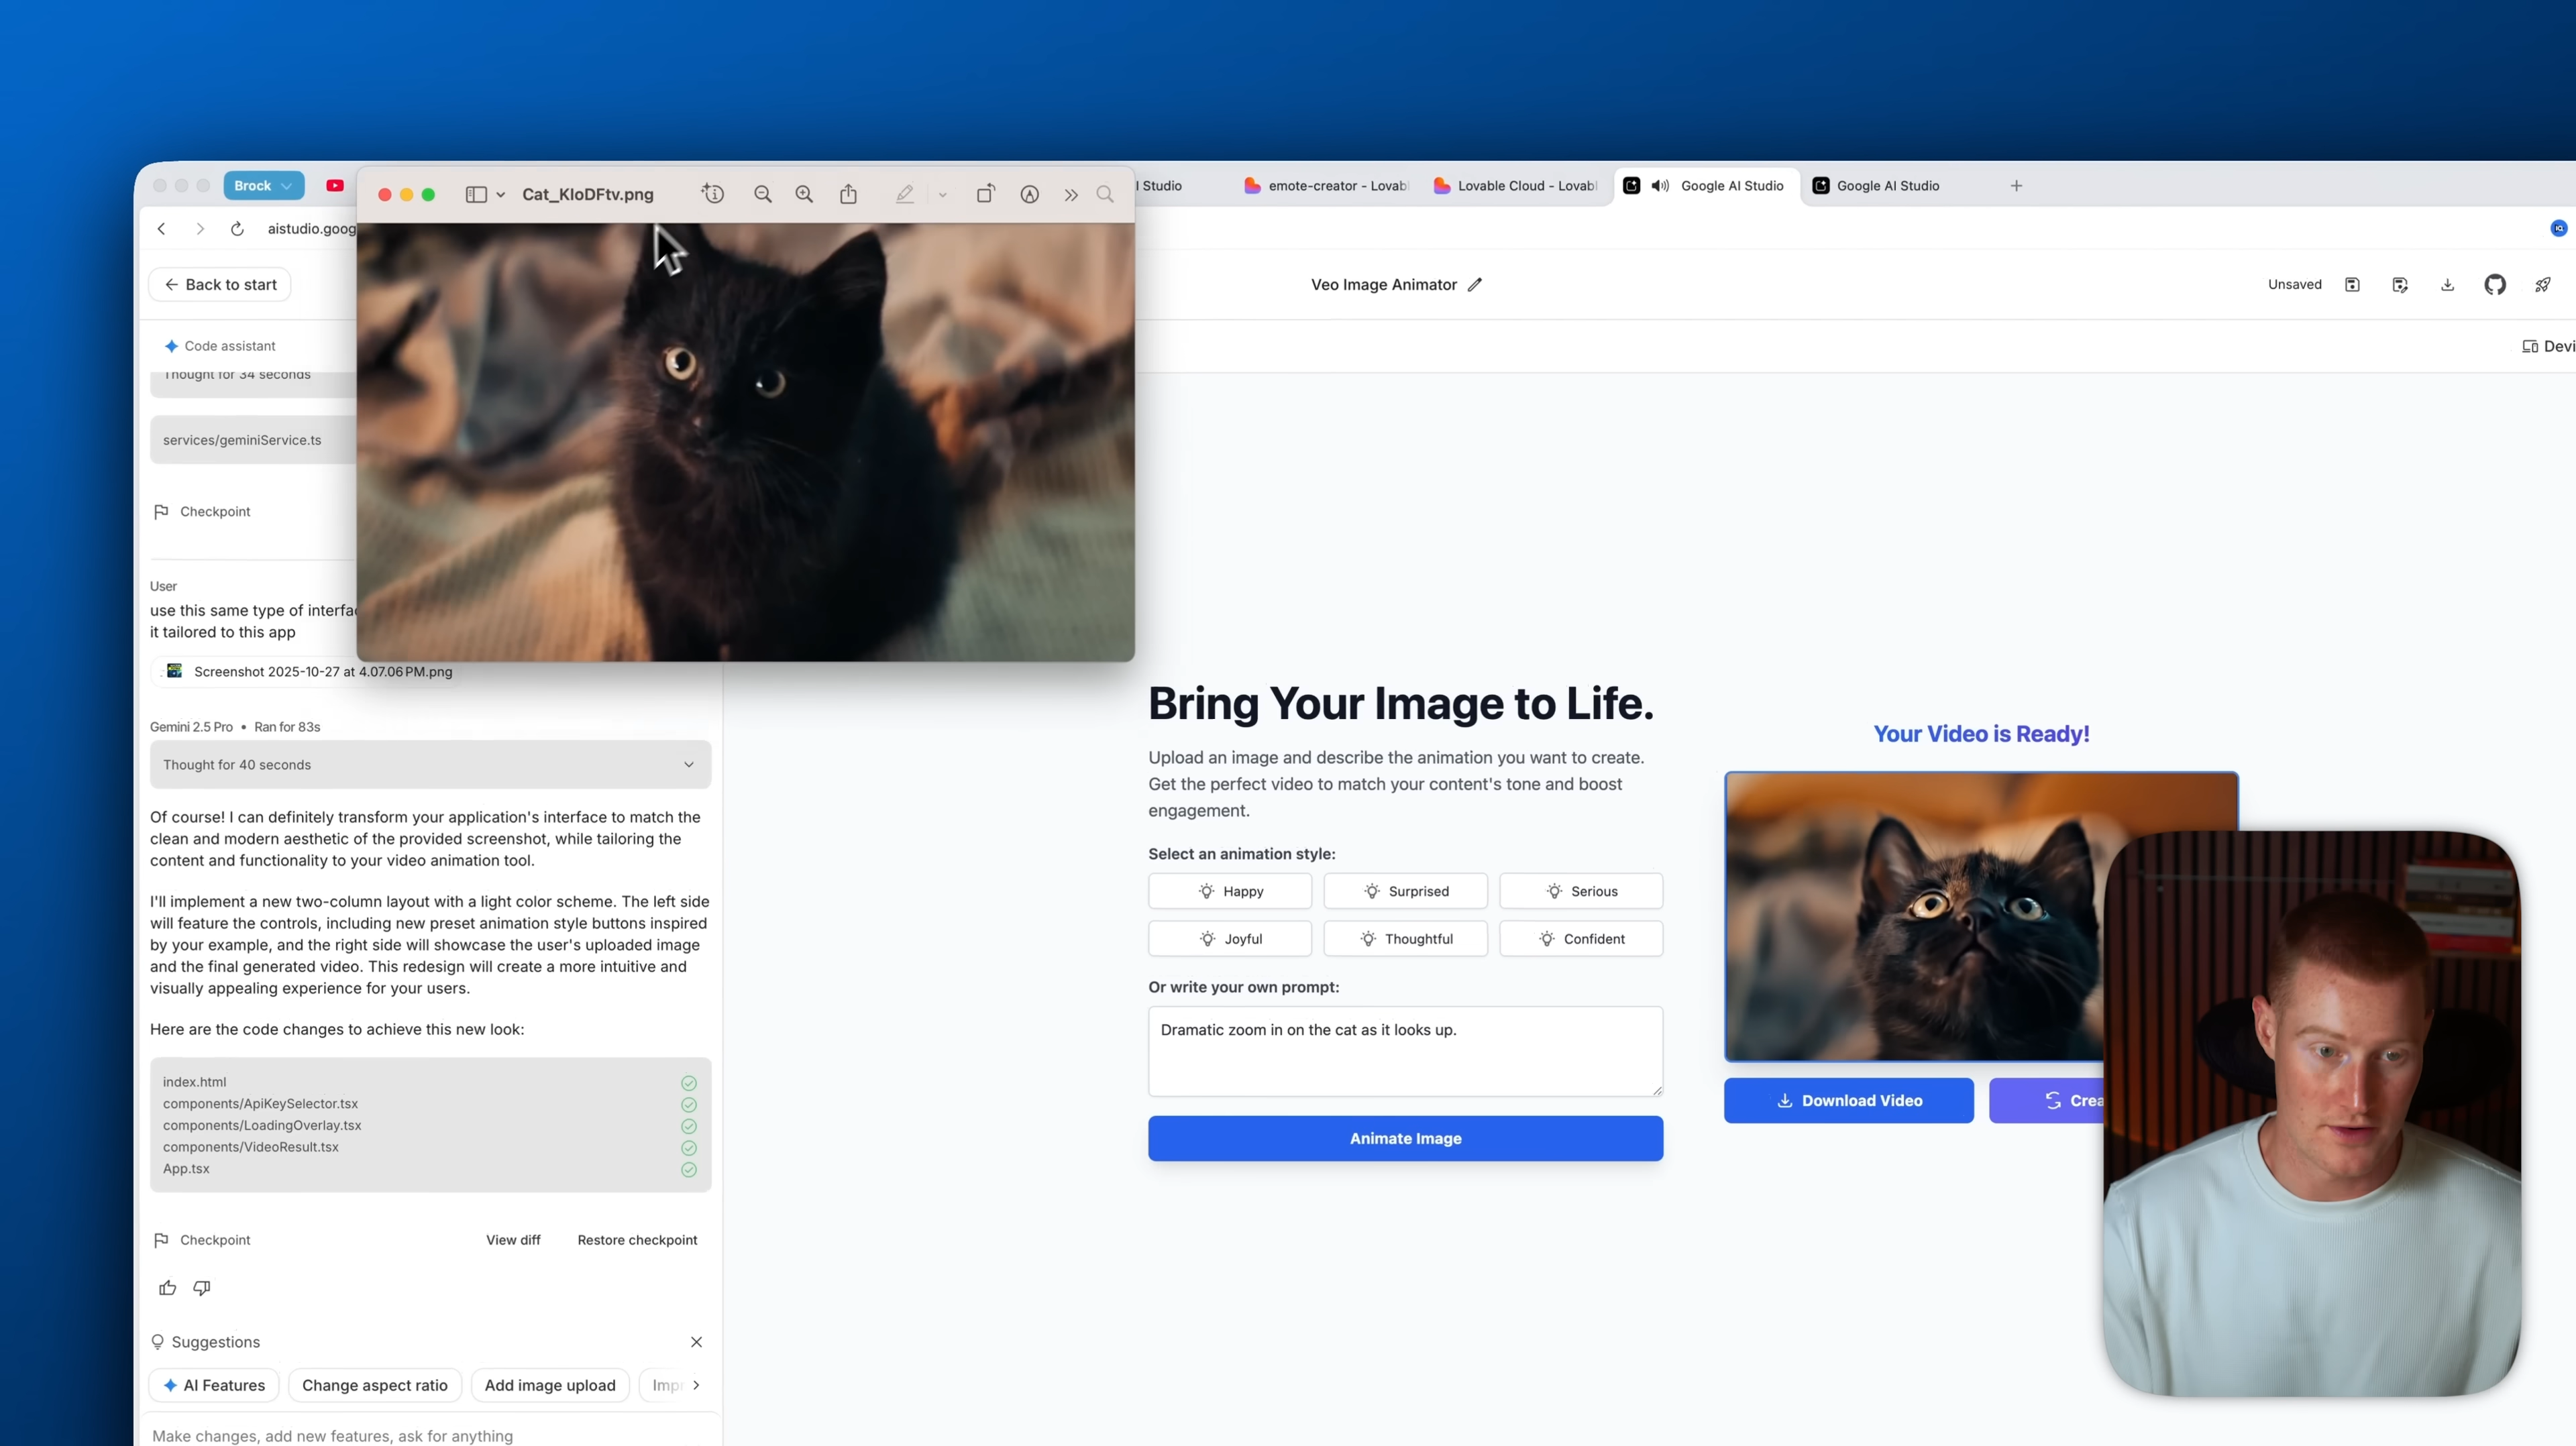 Brock
Cat_KIoDFtv.png
I Studio
emote-creator - Lovab
Lovable Cloud - Lovabl
Google AI Studio
Google AI Studio
aistudio.goog
Back to start
Veo Image Animator
Unsaved
Code assistant
Devi
Thought for 34 seconds
services/geminiService.ts
Checkpoint
User
use this same type of interfac
it tailored to this app
Screenshot 2025-10-27 at 4.07.06 PM.png
Gemini 2.5 Pro • Ran for 83s
Thought for 40 seconds
Of course! I can definitely transform your application's interface to match the
clean and modern aesthetic of the provided screenshot, while tailoring the
content and functionality to your video animation tool.
I'll implement a new two-column layout with a light color scheme. The left side
will feature the controls, including new preset animation style buttons inspired
by your example, and the right side will showcase the user's uploaded image
and the final generated video. This redesign will create a more intuitive and
visually appealing experience for your users.
Here are the code changes to achieve this new look:
index.html
components/ApiKeySelector.tsx
components/LoadingOverlay.tsx
components/VideoResult.tsx
App.tsx
Checkpoint
View diff
Restore checkpoint
Suggestions
AI Features
Change aspect ratio
Add image upload
Impr
Make changes, add new features, ask for anything
Bring Your Image to Life.
Upload an image and describe the animation you want to create.
Get the perfect video to match your content's tone and boost
engagement.
Select an animation style:
Happy
Surprised
Serious
Joyful
Thoughtful
Confident
Or write your own prompt:
Dramatic zoom in on the cat as it looks up.
Animate Image
Your Video is Ready!
Download Video
Crea